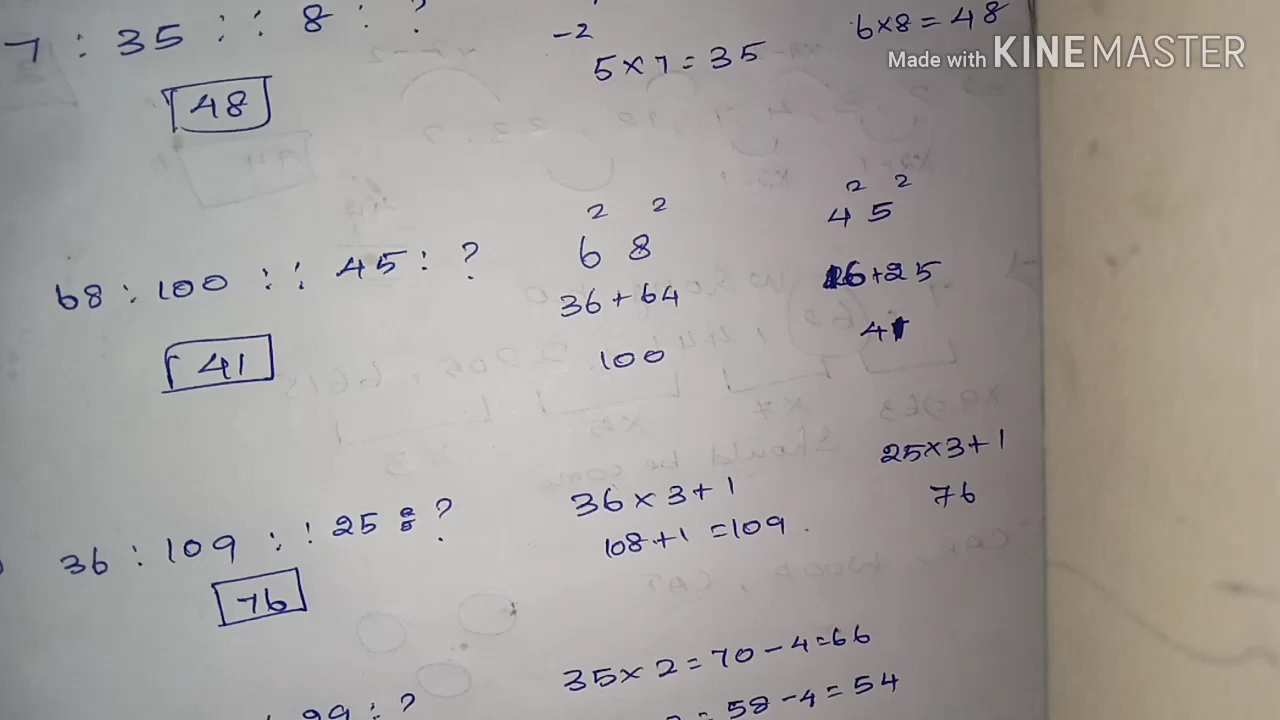 7 : 35 : : 8 : ?
48
-2
5 x 7 = 35
6x8 = 48
Made with KINEMASTER
68 : 100 : : 45 : ?
41
2 2
6 8
36 + 64
100
2 2
4 5
16 + 25
41
36 : 109 : : 25 : ?
76
36 x 3 + 1
108 + 1 = 109
25 x 3 + 1
76
35 x 2 = 70 - 4 = 66
= 58 - 4 = 54
: ?